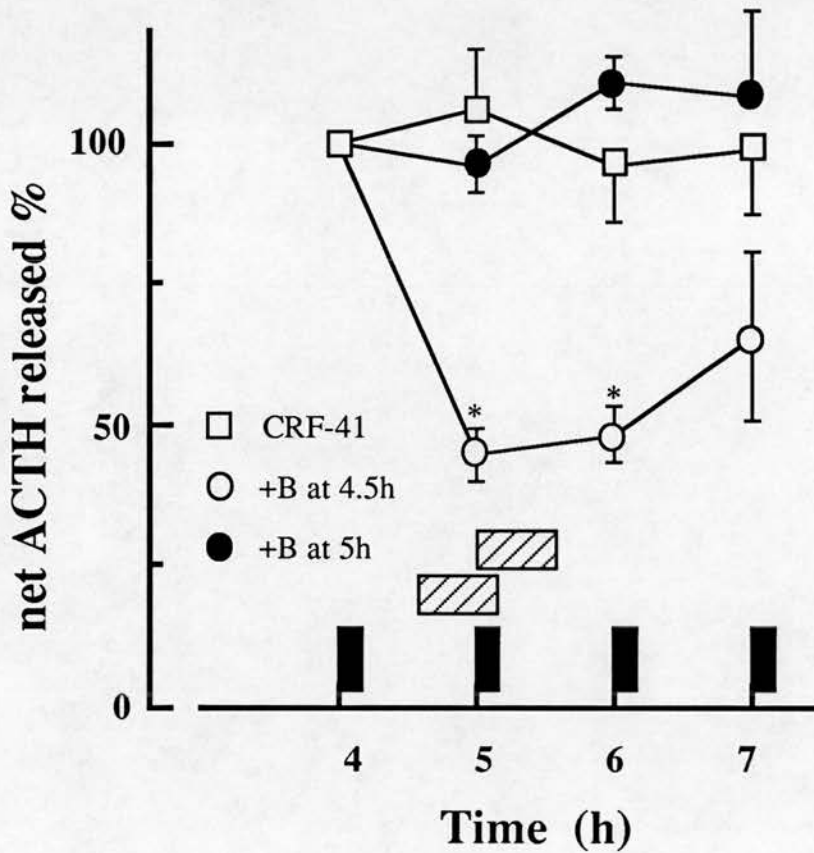 net ACTH released %
100
50
0
CRF-41
+B at 4.5h
+B at 5h
*
*
4 5 6 7
Time (h)